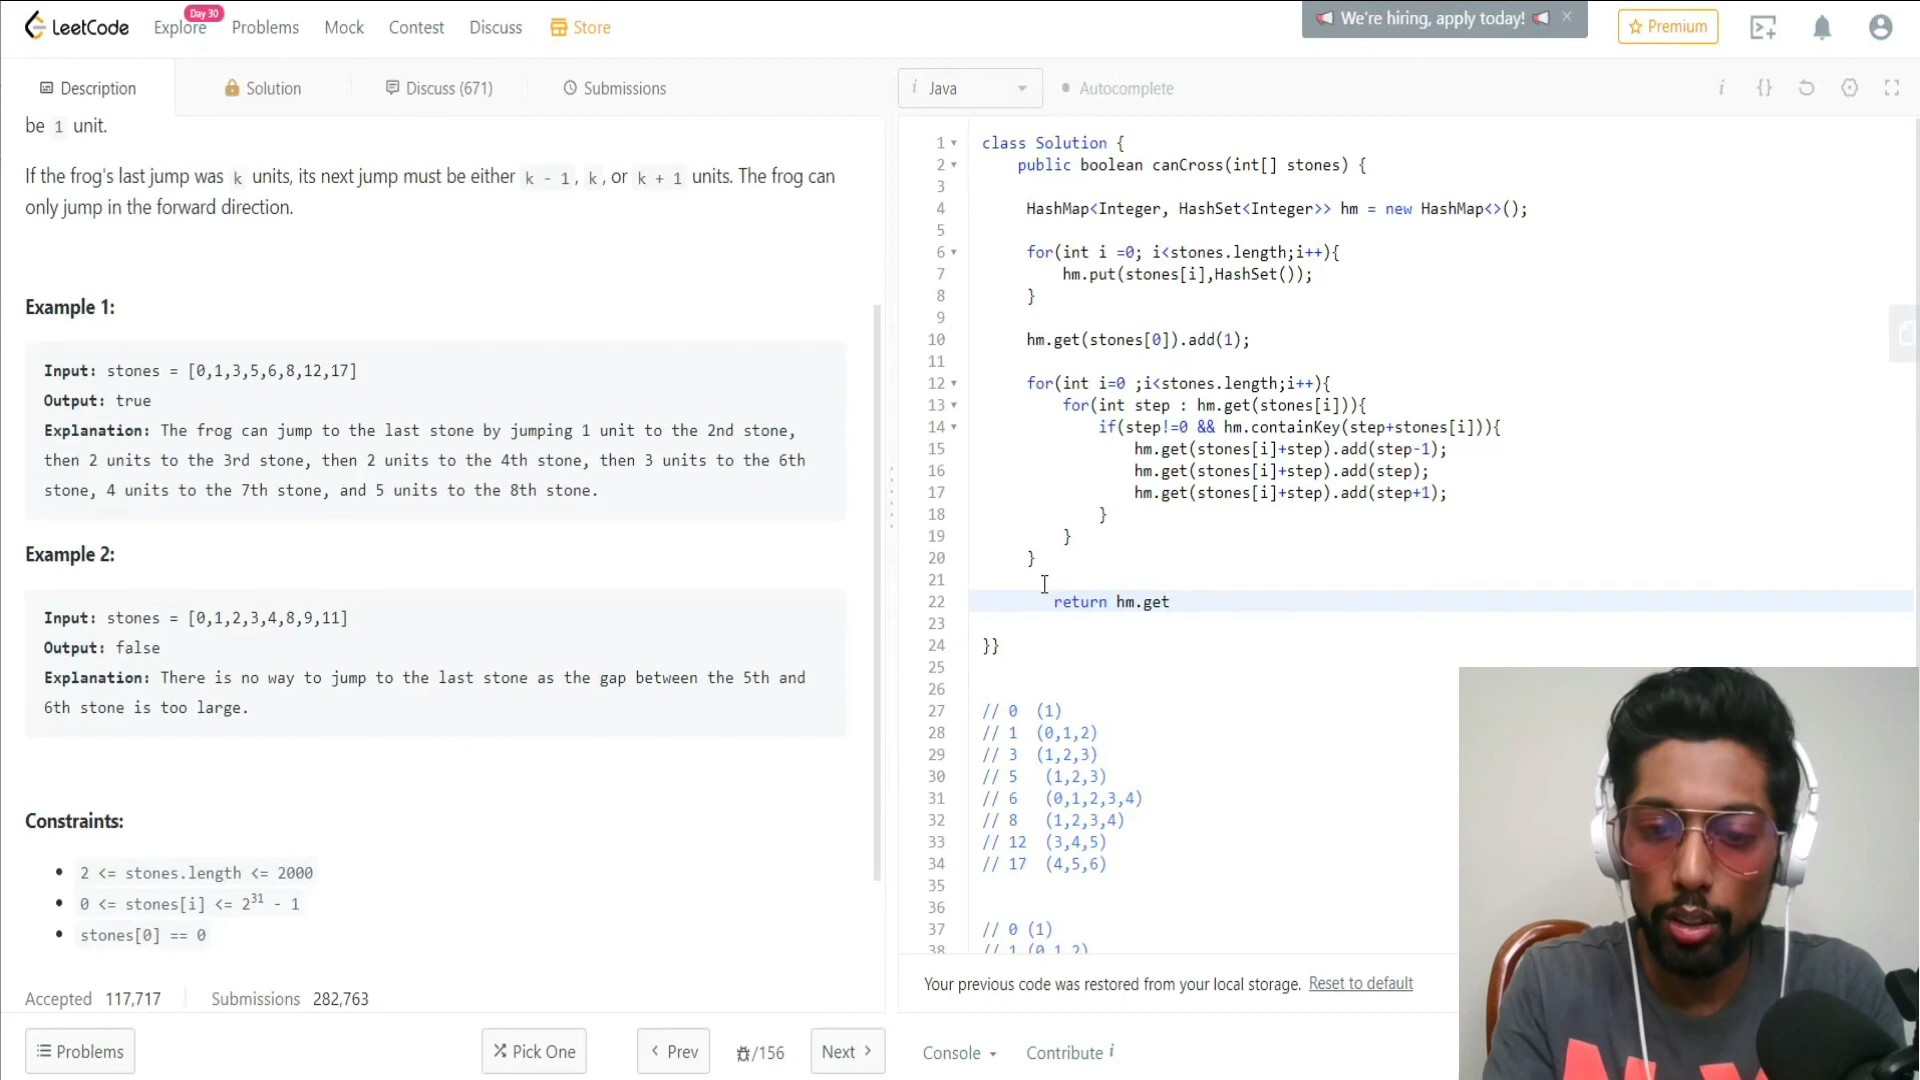 LeetCode Explore Day 30 Problems Mock Contest Discuss Store We're hiring, apply today! Premium
Description Solution Discuss (671) Submissions
be 1 unit.
If the frog's last jump was k units, its next jump must be either k - 1, k, or k + 1 units. The frog can
only jump in the forward direction.
Example 1:
Input: stones = [0,1,3,5,6,8,12,17]
Output: true
Explanation: The frog can jump to the last stone by jumping 1 unit to the 2nd stone,
then 2 units to the 3rd stone, then 2 units to the 4th stone, then 3 units to the 6th
stone, 4 units to the 7th stone, and 5 units to the 8th stone.
Example 2:
Input: stones = [0,1,2,3,4,8,9,11]
Output: false
Explanation: There is no way to jump to the last stone as the gap between the 5th and
6th stone is too large.
Constraints:
2 <= stones.length <= 2000
0 <= stones[i] <= 2^31 - 1
stones[0] == 0
Accepted 117,717 Submissions 282,763
Problems Pick One Prev /156 Next
i Java Autocomplete
1 class Solution {
2 public boolean canCross(int[] stones) {
3
4 HashMap<Integer, HashSet<Integer>> hm = new HashMap<>();
5
6 for(int i =0; i<stones.length;i++){
7 hm.put(stones[i],HashSet());
8 }
9
10 hm.get(stones[0]).add(1);
11
12 for(int i=0 ;i<stones.length;i++){
13 for(int step : hm.get(stones[i])){
14 if(step!=0 && hm.containKey(step+stones[i])){
15 hm.get(stones[i]+step).add(step-1);
16 hm.get(stones[i]+step).add(step);
17 hm.get(stones[i]+step).add(step+1);
18 }
19 }
20 }
21
22 return hm.get
23
24 }}
25
26
27 // 0 (1)
28 // 1 (0,1,2)
29 // 3 (1,2,3)
30 // 5 (1,2,3)
31 // 6 (0,1,2,3,4)
32 // 8 (1,2,3,4)
33 // 12 (3,4,5)
34 // 17 (4,5,6)
35
36
37 // 0 (1)
38 // 1 (0,1,2)
Your previous code was restored from your local storage. Reset to default
Console Contribute i